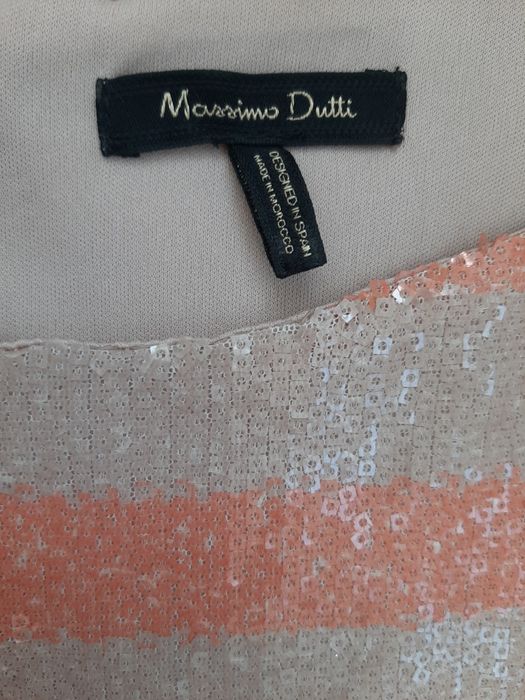 Massimo Dutti
DESIGNED IN SPAIN
MADE IN MOROCCO